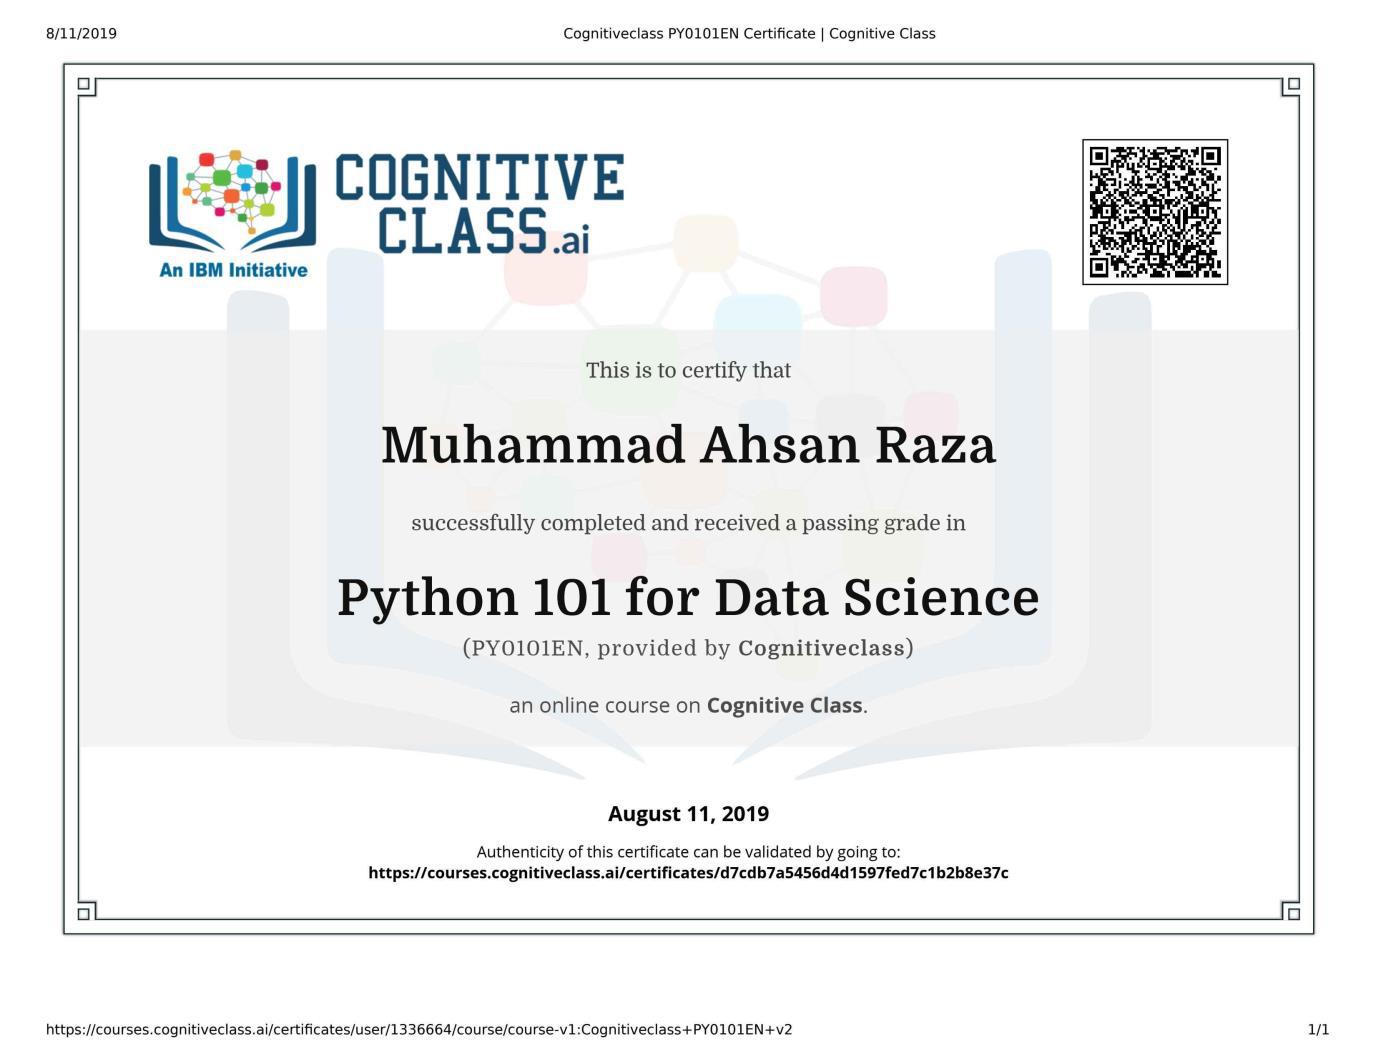 8/11/2019
Cognitiveclass PY0101EN Certificate | Cognitive Class
COGNITIVE
CLASS.ai
An IBM Initiative
This is to certify that
Muhammad Ahsan Raza
successfully completed and received a passing grade in
Python 101 for Data Science
(PY0101EN, provided by Cognitiveclass)
an online course on Cognitive Class.
August 11, 2019
Authenticity of this certificate can be validated by going to:
https://courses.cognitiveclass.ai/certificates/d7cdb7a5456d4d1597fed7c1b2b8e37c
https://courses.cognitiveclass.ai/certificates/user/1336664/course/course-v1:Cognitiveclass+PY0101EN+v2
1/1